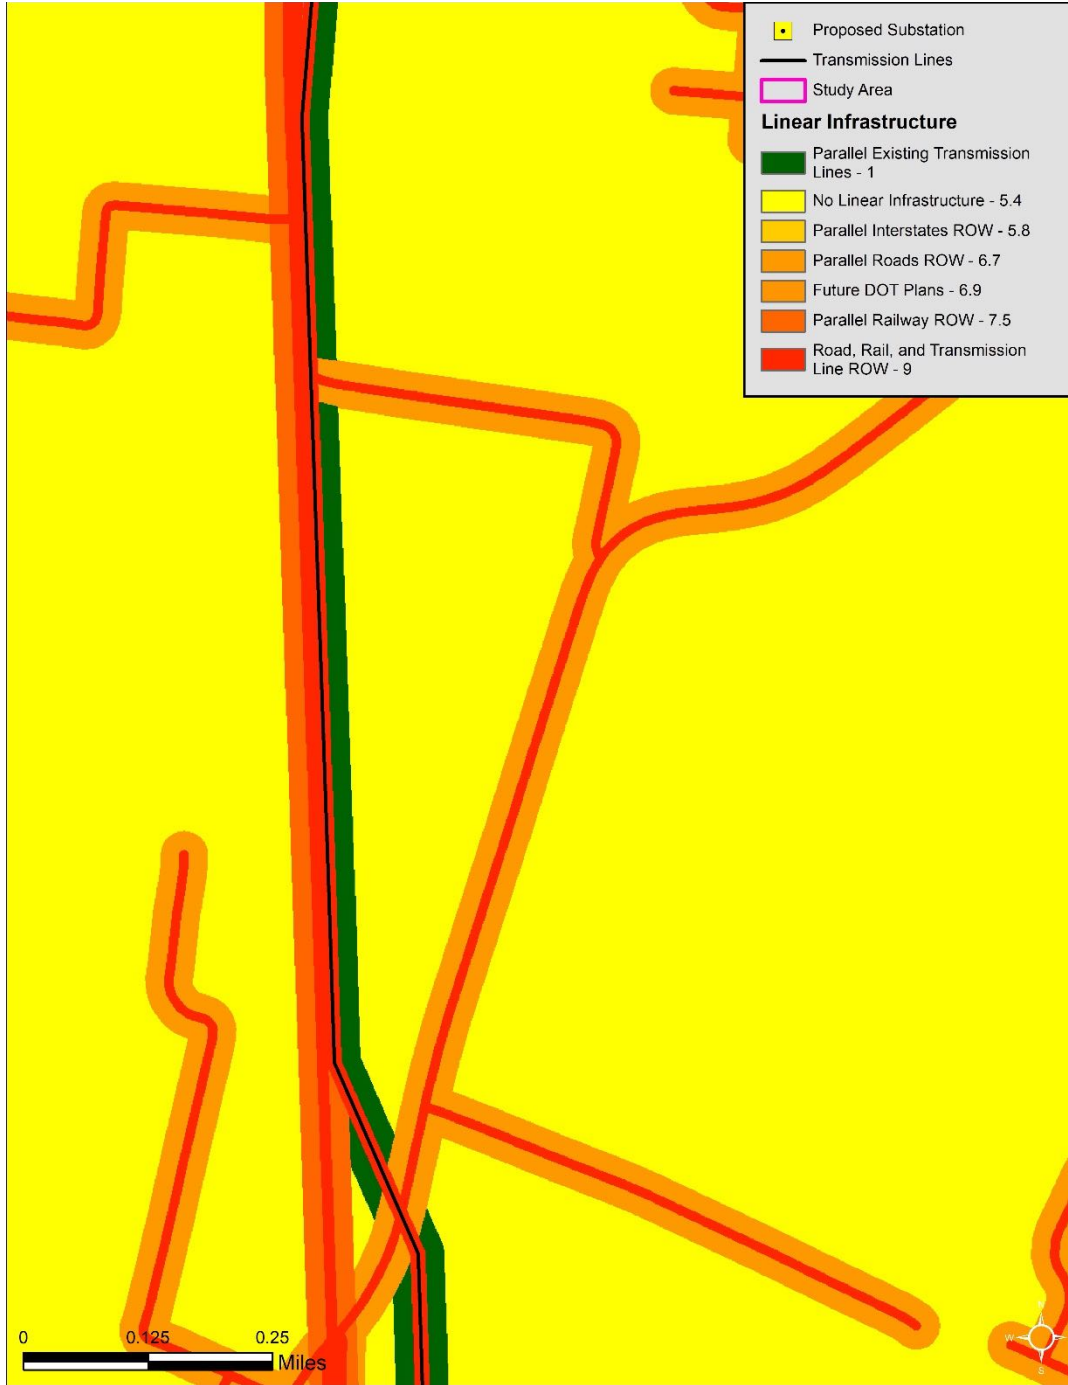 Proposed Substation
Transmission Lines
Study Area
Linear Infrastructure
Parallel Existing Transmission
Lines - 1
No Linear Infrastructure - 5.4
Parallel Interstates ROW - 5.8
Parallel Roads ROW - 6.7
Future DOT Plans - 6.9
Parallel Railway ROW - 7.5
Road, Rail, and Transmission
Line ROW - 9
0 0.125 0.25
Miles
N
W E
S